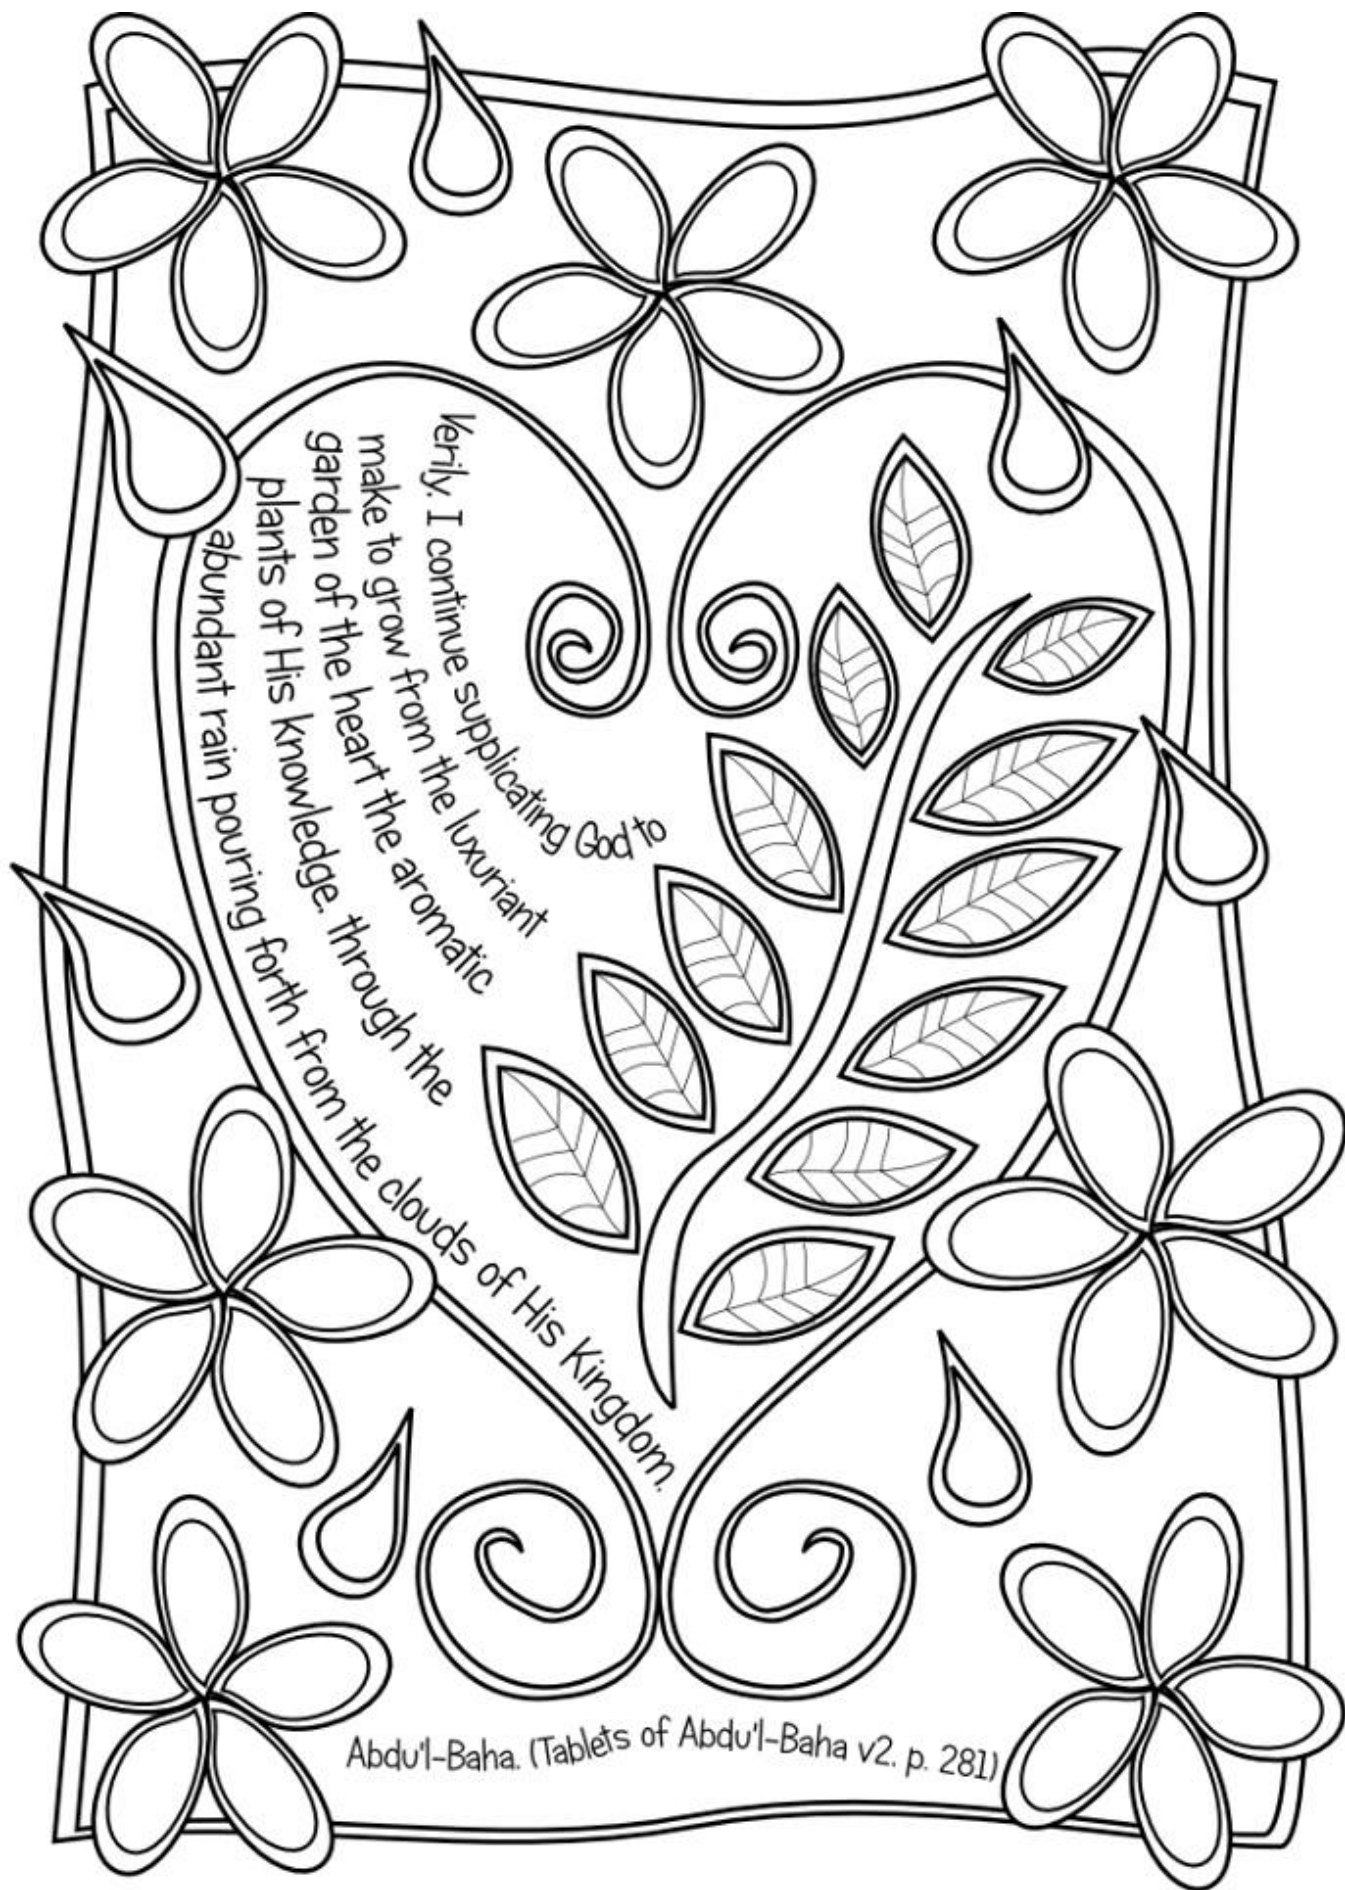 Verily. I continue supplicating God to
make to grow from the luxuriant
garden of the heart the aromatic
plants of His knowledge. through the
abundant rain pouring forth from the clouds of His Kingdom.
Abdu'l-Baha. (Tablets of Abdu'l-Baha v2. p. 281)